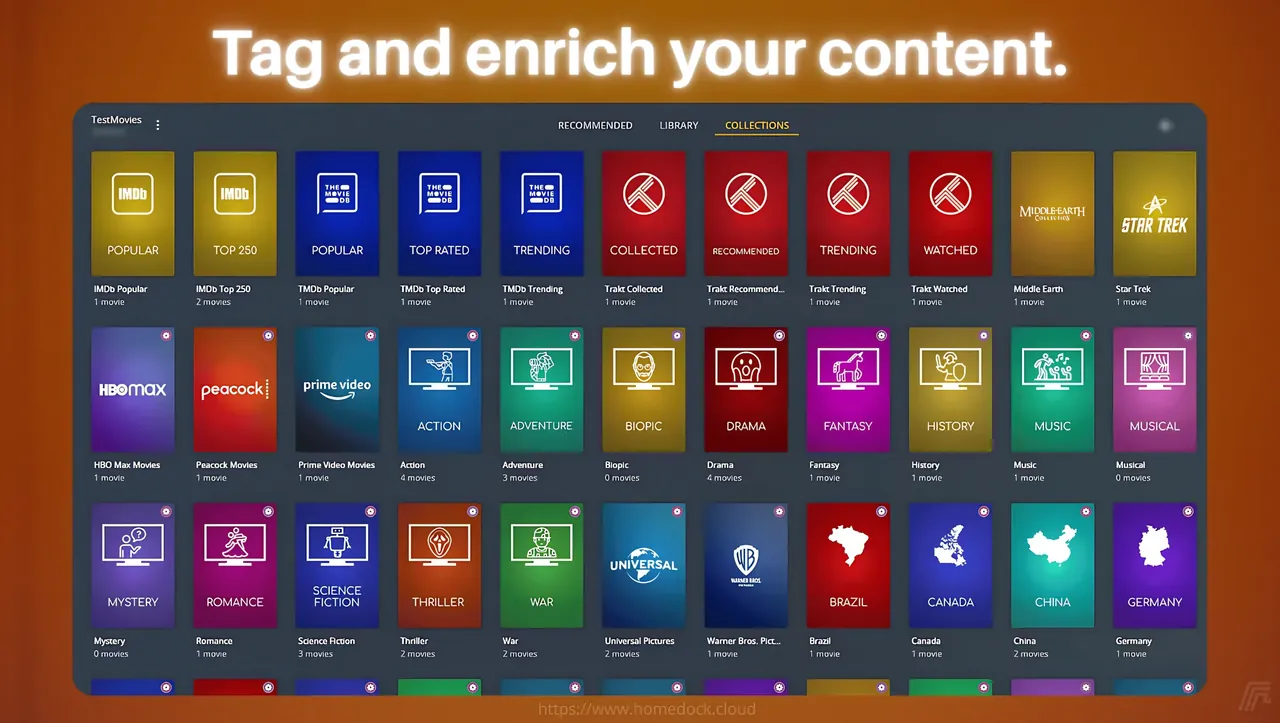 Tag and enrich your content.
TestMovies
RECOMMENDED LIBRARY COLLECTIONS
IMDb
POPULAR
IMDb
TOP 250
THE MOVIE DB
POPULAR
THE MOVIE DB
TOP RATED
THE MOVIE DB
TRENDING
COLLECTED
RECOMMENDED
TRENDING
WATCHED
MIDDLE-EARTH
COLLECTION
STAR TREK
IMDb Popular
1 movie
IMDb Top 250
2 movies
TMDb Popular
1 movie
TMDb Top Rated
1 movie
TMDb Trending
1 movie
Trakt Collected
1 movie
Trakt Recommend...
1 movie
Trakt Trending
1 movie
Trakt Watched
1 movie
Middle Earth
1 movie
Star Trek
1 movie
HBOMAX
peacock
prime video
ACTION
ADVENTURE
BIOPIC
DRAMA
FANTASY
HISTORY
MUSIC
MUSICAL
HBO Max Movies
1 movie
Peacock Movies
1 movie
Prime Video Movies
1 movie
Action
4 movies
Adventure
3 movies
Biopic
0 movies
Drama
4 movies
Fantasy
1 movie
History
1 movie
Music
1 movie
Musical
0 movies
MYSTERY
ROMANCE
SCIENCE
FICTION
THRILLER
WAR
UNIVERSAL
WB
WARNER BROS.
BRAZIL
CANADA
CHINA
GERMANY
Mystery
0 movies
Romance
1 movie
Science Fiction
3 movies
Thriller
2 movies
War
2 movies
Universal Pictures
2 movies
Warner Bros. Pict...
1 movie
Brazil
1 movie
Canada
1 movie
China
2 movies
Germany
1 movie
https://www.homedock.cloud